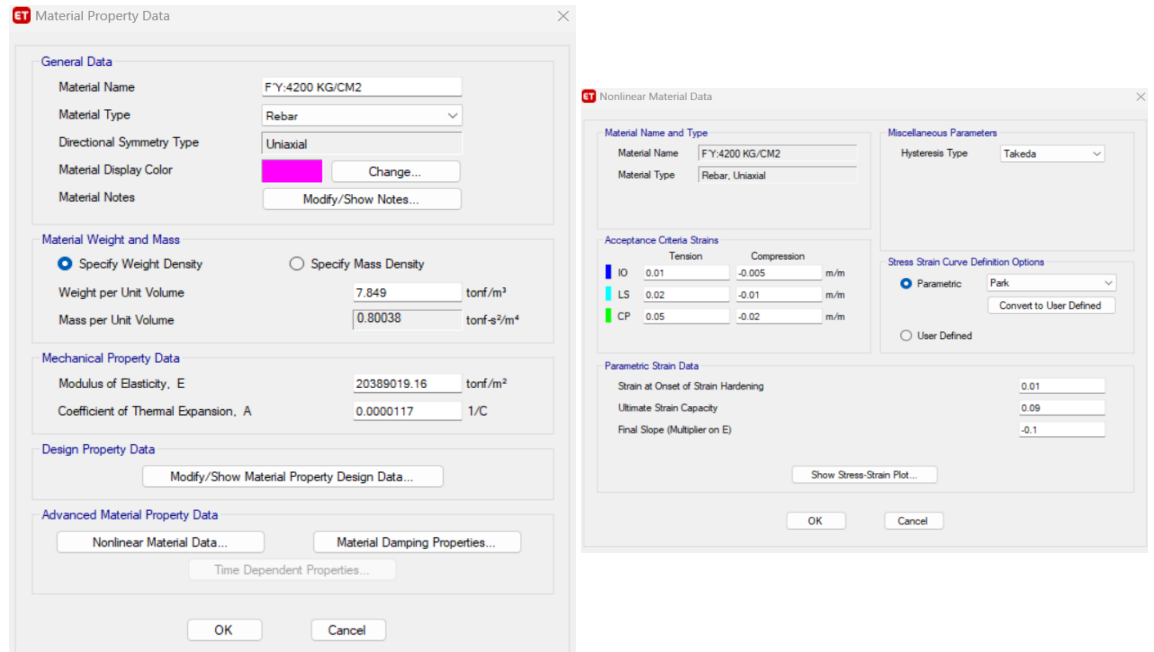 ET Material Property Data
General Data
Material Name F'Y:4200 KG/CM2
Material Type Rebar
Directional Symmetry Type Uniaxial
Material Display Color Change...
Material Notes Modify/Show Notes...
Material Weight and Mass
Specify Weight Density Specify Mass Density
Weight per Unit Volume 7.849 tonf/m³
Mass per Unit Volume 0.80038 tonf-s²/m⁴
Mechanical Property Data
Modulus of Elasticity, E 20389019.16 tonf/m²
Coefficient of Thermal Expansion, A 0.0000117 1/C
Design Property Data
Modify/Show Material Property Design Data...
Advanced Material Property Data
Nonlinear Material Data... Material Damping Properties...
Time Dependent Properties...
OK Cancel
ET Nonlinear Material Data
Material Name and Type
Material Name F'Y:4200 KG/CM2
Material Type Rebar, Uniaxial
Miscellaneous Parameters
Hysteresis Type Takeda
Acceptance Criteria Strains
Tension Compression
IO 0.01 -0.005 m/m
LS 0.02 -0.01 m/m
CP 0.05 -0.02 m/m
Stress Strain Curve Definition Options
Parametric Park
Convert to User Defined
User Defined
Parametric Strain Data
Strain at Onset of Strain Hardening 0.01
Ultimate Strain Capacity 0.09
Final Slope (Multiplier on E) -0.1
Show Stress-Strain Plot...
OK Cancel